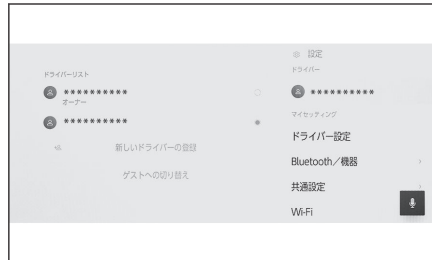 ドライバーリスト
**********
オーナー
**********
新しいドライバーの登録
ゲストへの切り替え
設定
ドライバー
**********
マイセッティング
ドライバー設定
Bluetooth／機器
共通設定
Wi-Fi